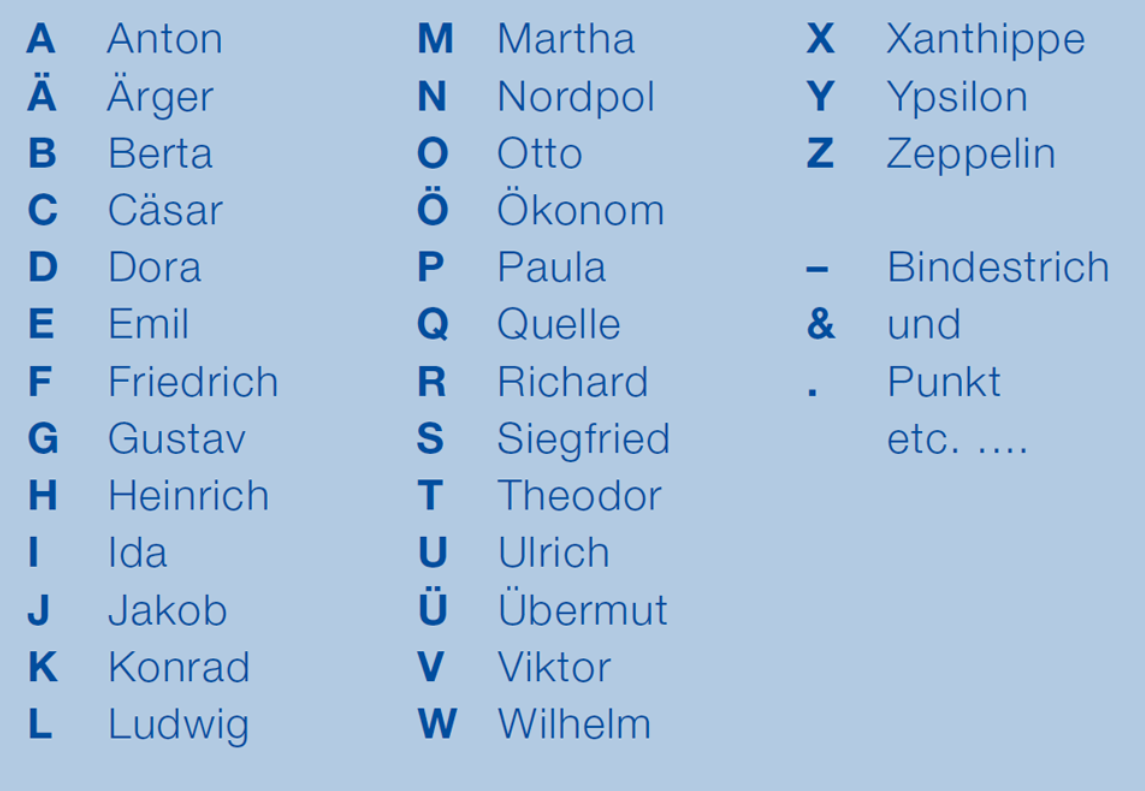 A Anton
Ä Ärger
B Berta
C Cäsar
D Dora
E Emil
F Friedrich
G Gustav
H Heinrich
I Ida
J Jakob
K Konrad
L Ludwig
M Martha
N Nordpol
O Otto
Ö Ökonom
P Paula
Q Quelle
R Richard
S Siegfried
T Theodor
U Ulrich
Ü Übermut
V Viktor
W Wilhelm
X Xanthippe
Y Ypsilon
Z Zeppelin
– Bindestrich
& und
. Punkt
etc. ....